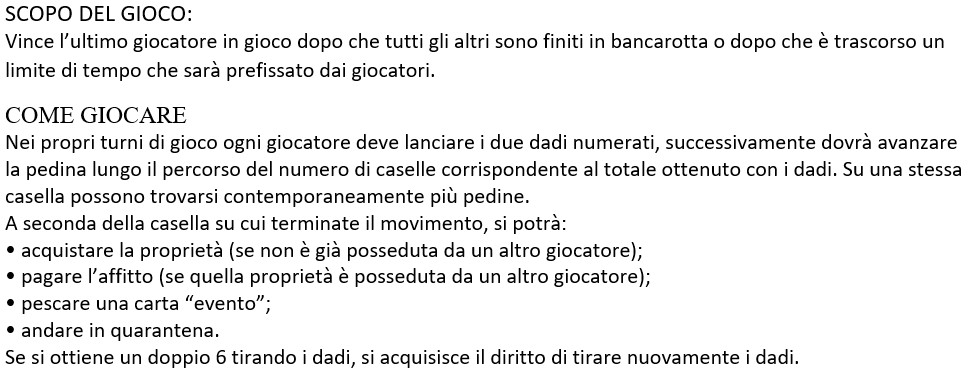 SCOPO DEL GIOCO:
Vince l’ultimo giocatore in gioco dopo che tutti gli altri sono finiti in bancarotta o dopo che è trascorso un
limite di tempo che sarà prefissato dai giocatori.
COME GIOCARE
Nei propri turni di gioco ogni giocatore deve lanciare i due dadi numerati, successivamente dovrà avanzare
la pedina lungo il percorso del numero di caselle corrispondente al totale ottenuto con i dadi. Su una stessa
casella possono trovarsi contemporaneamente più pedine.
A seconda della casella su cui terminate il movimento, si potrà:
• acquistare la proprietà (se non è già posseduta da un altro giocatore);
• pagare l’affitto (se quella proprietà è posseduta da un altro giocatore);
• pescare una carta “evento”;
• andare in quarantena.
Se si ottiene un doppio 6 tirando i dadi, si acquisisce il diritto di tirare nuovamente i dadi.